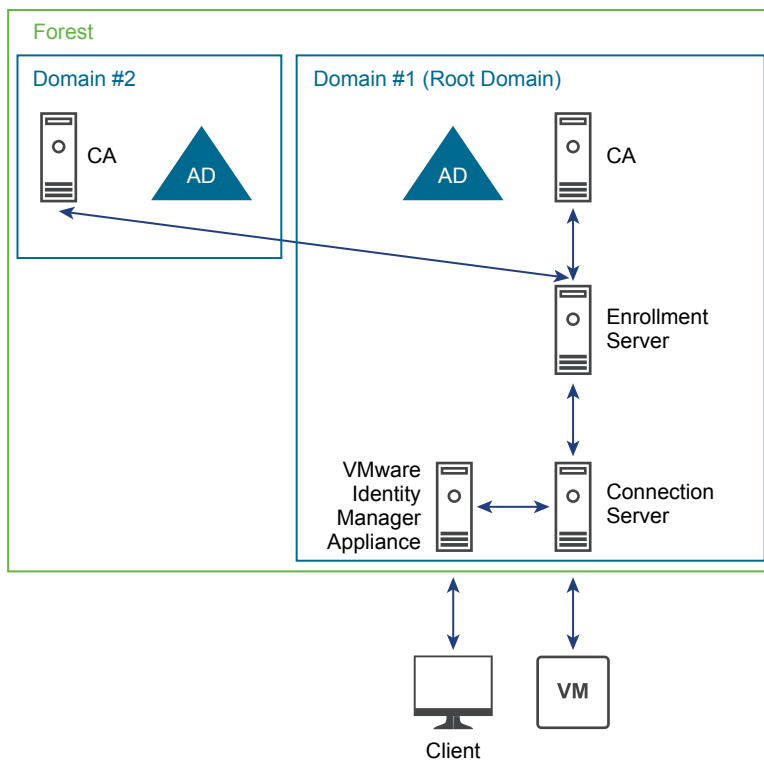 Forest
Domain #2
CA
AD
Domain #1 (Root Domain)
AD
CA
Enrollment
Server
VMware
Identity
Manager
Appliance
Connection
Server
Client
VM